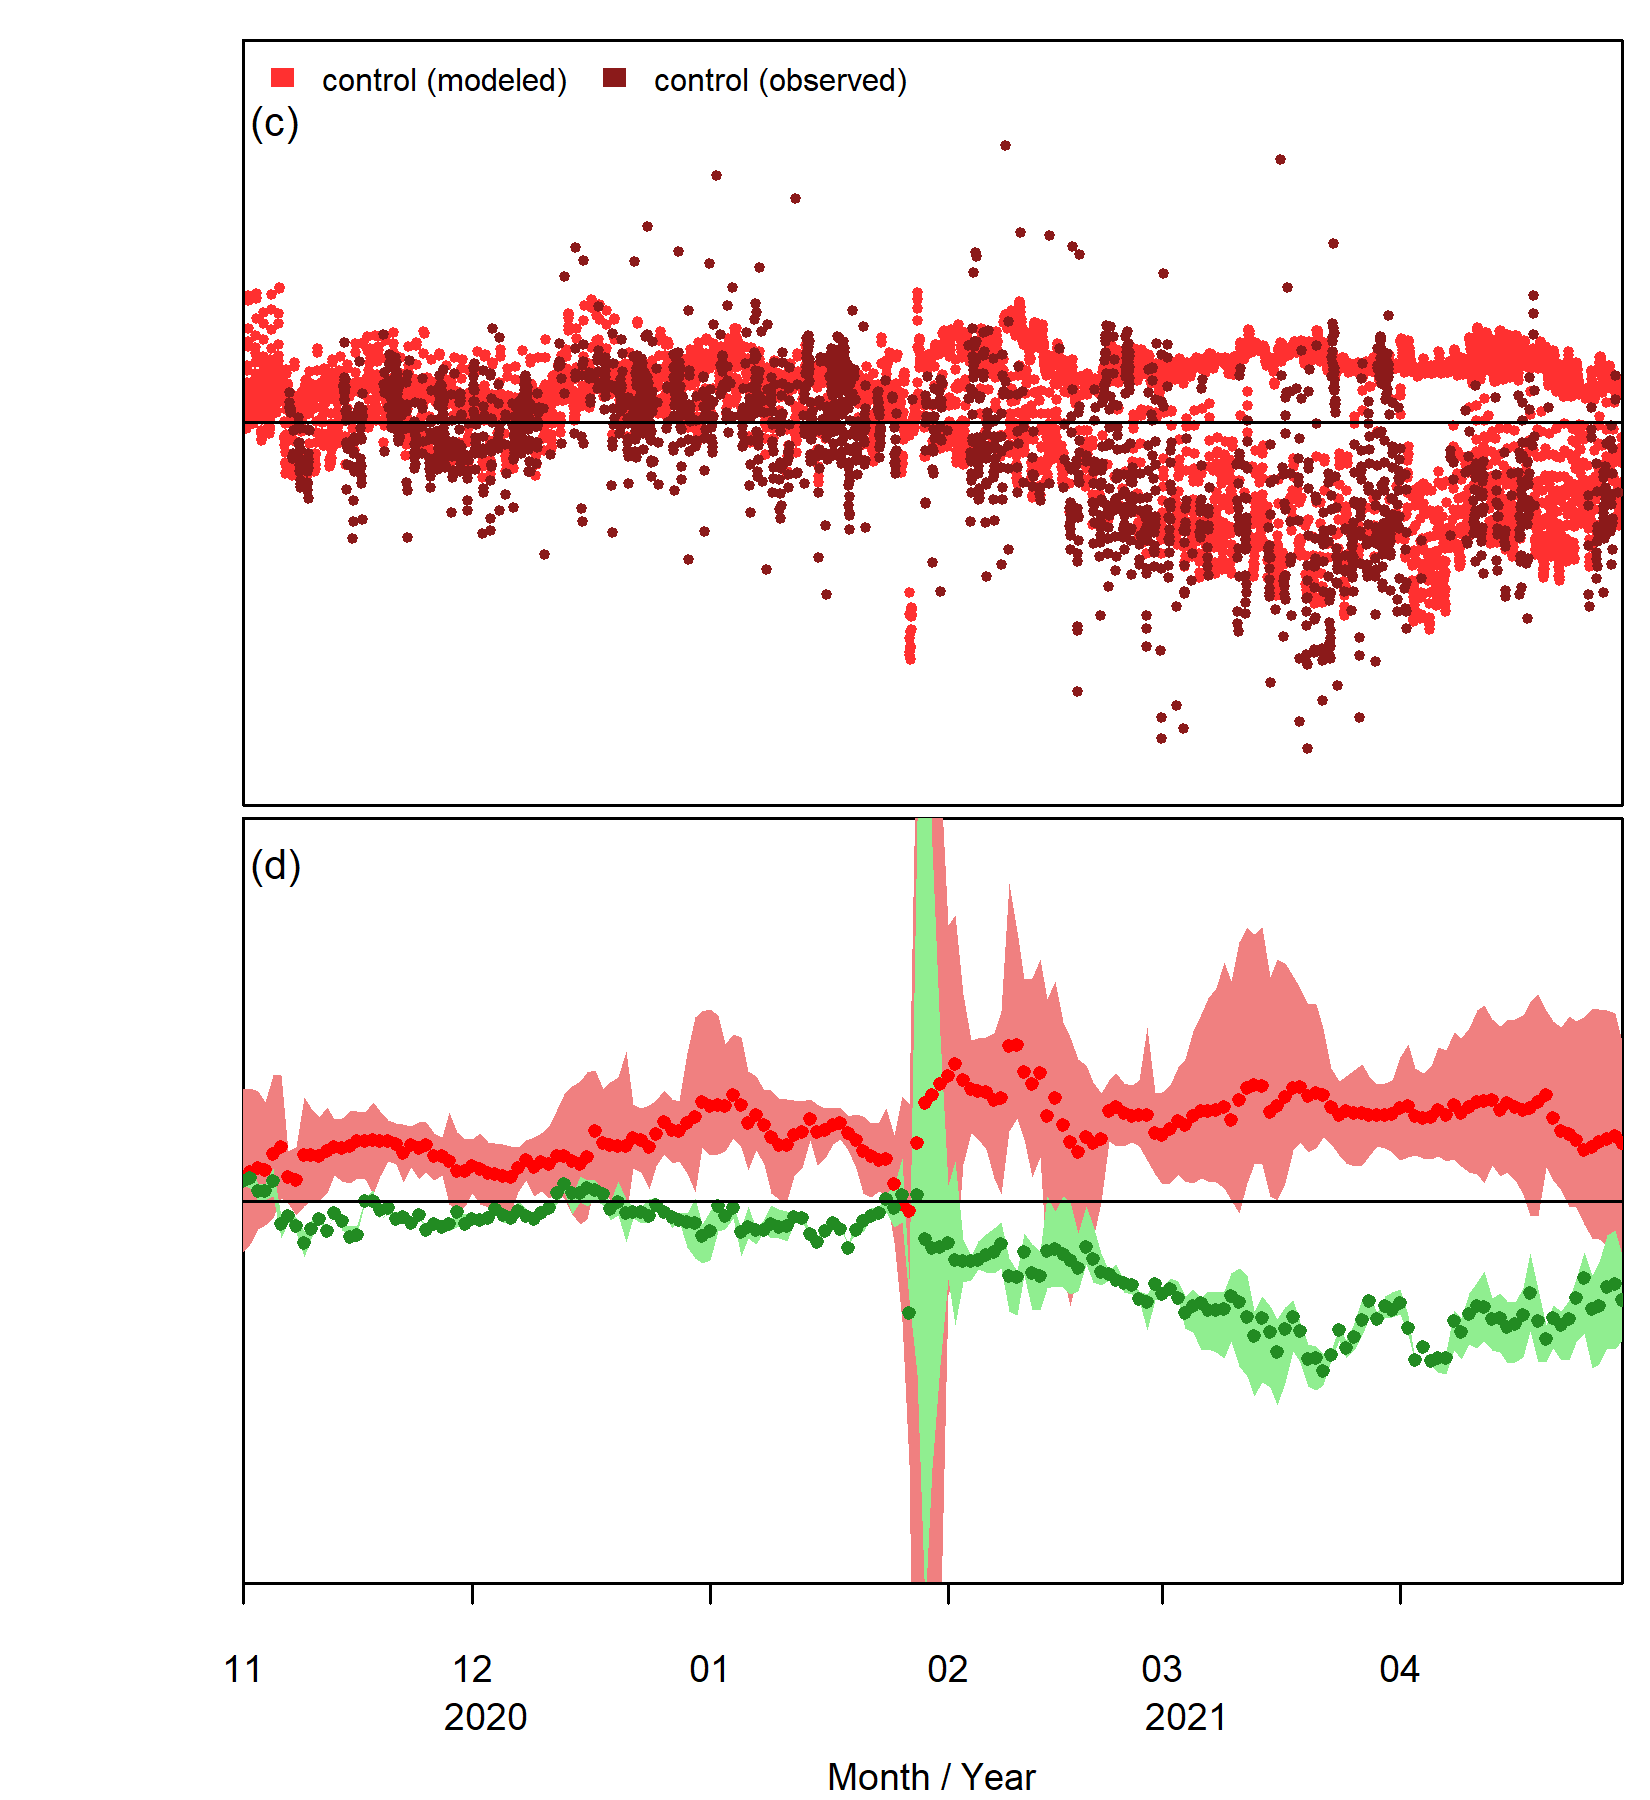 control (modeled) control (observed)
(c)
(d)
11 12 01 02 03 04
2020 2021
Month / Year